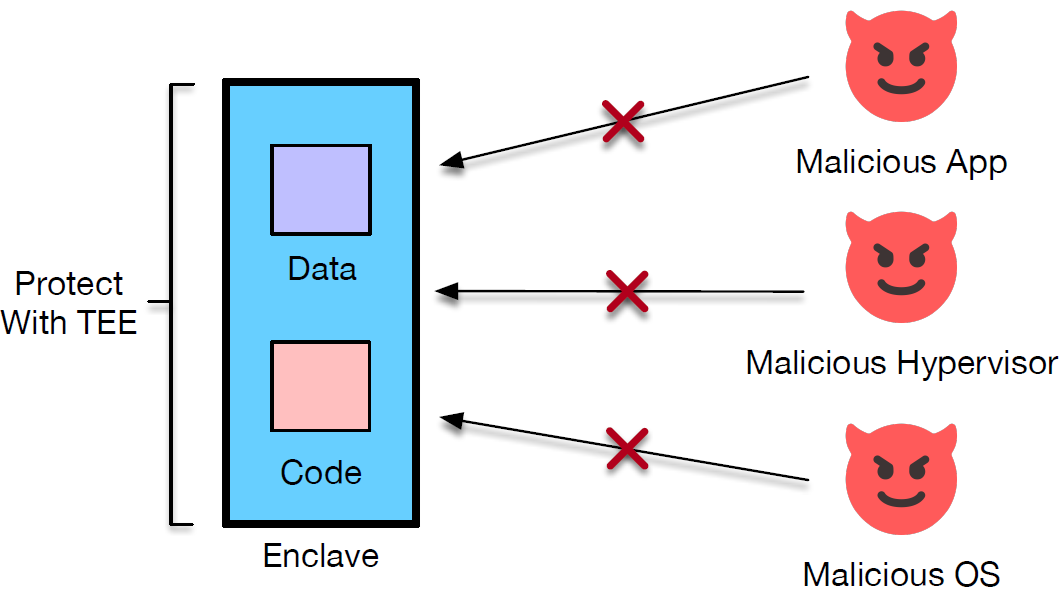 Protect
With TEE
Data
Code
Enclave
Malicious App
Malicious Hypervisor
Malicious OS